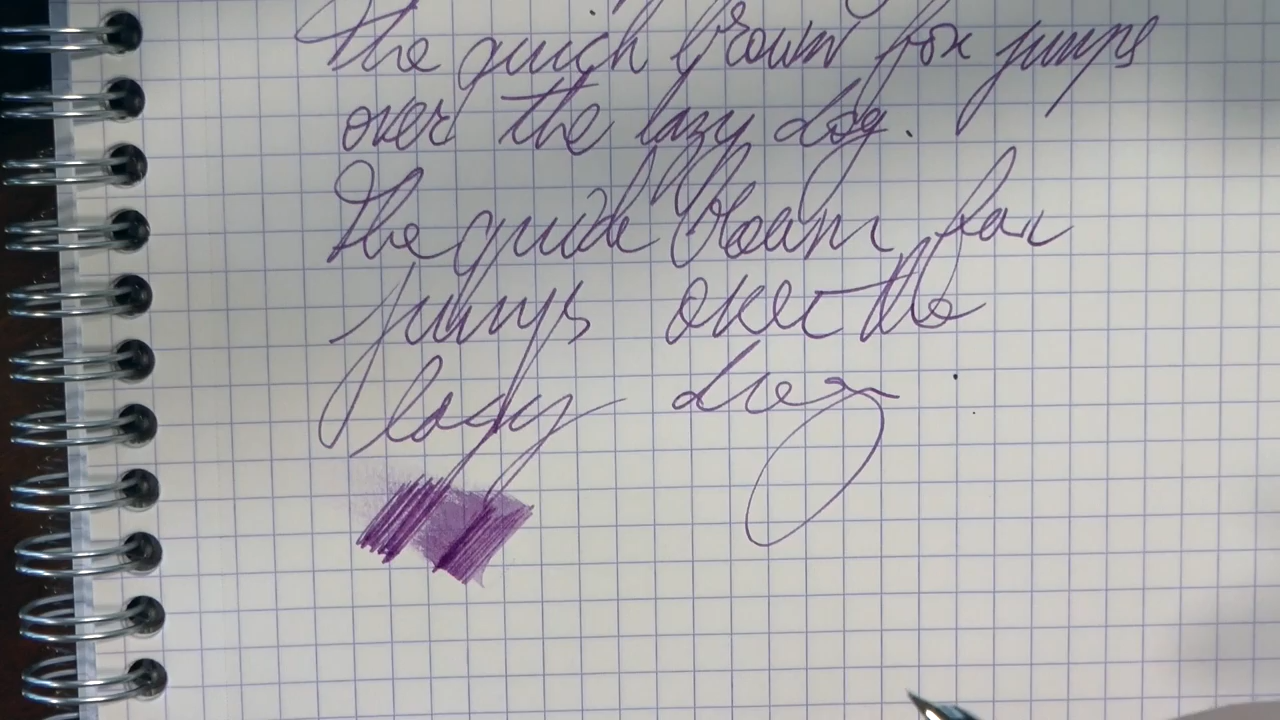 the quick brown fox jumps
over the lazy dog.
The quick brown fox
jumps over the
lazy dog.